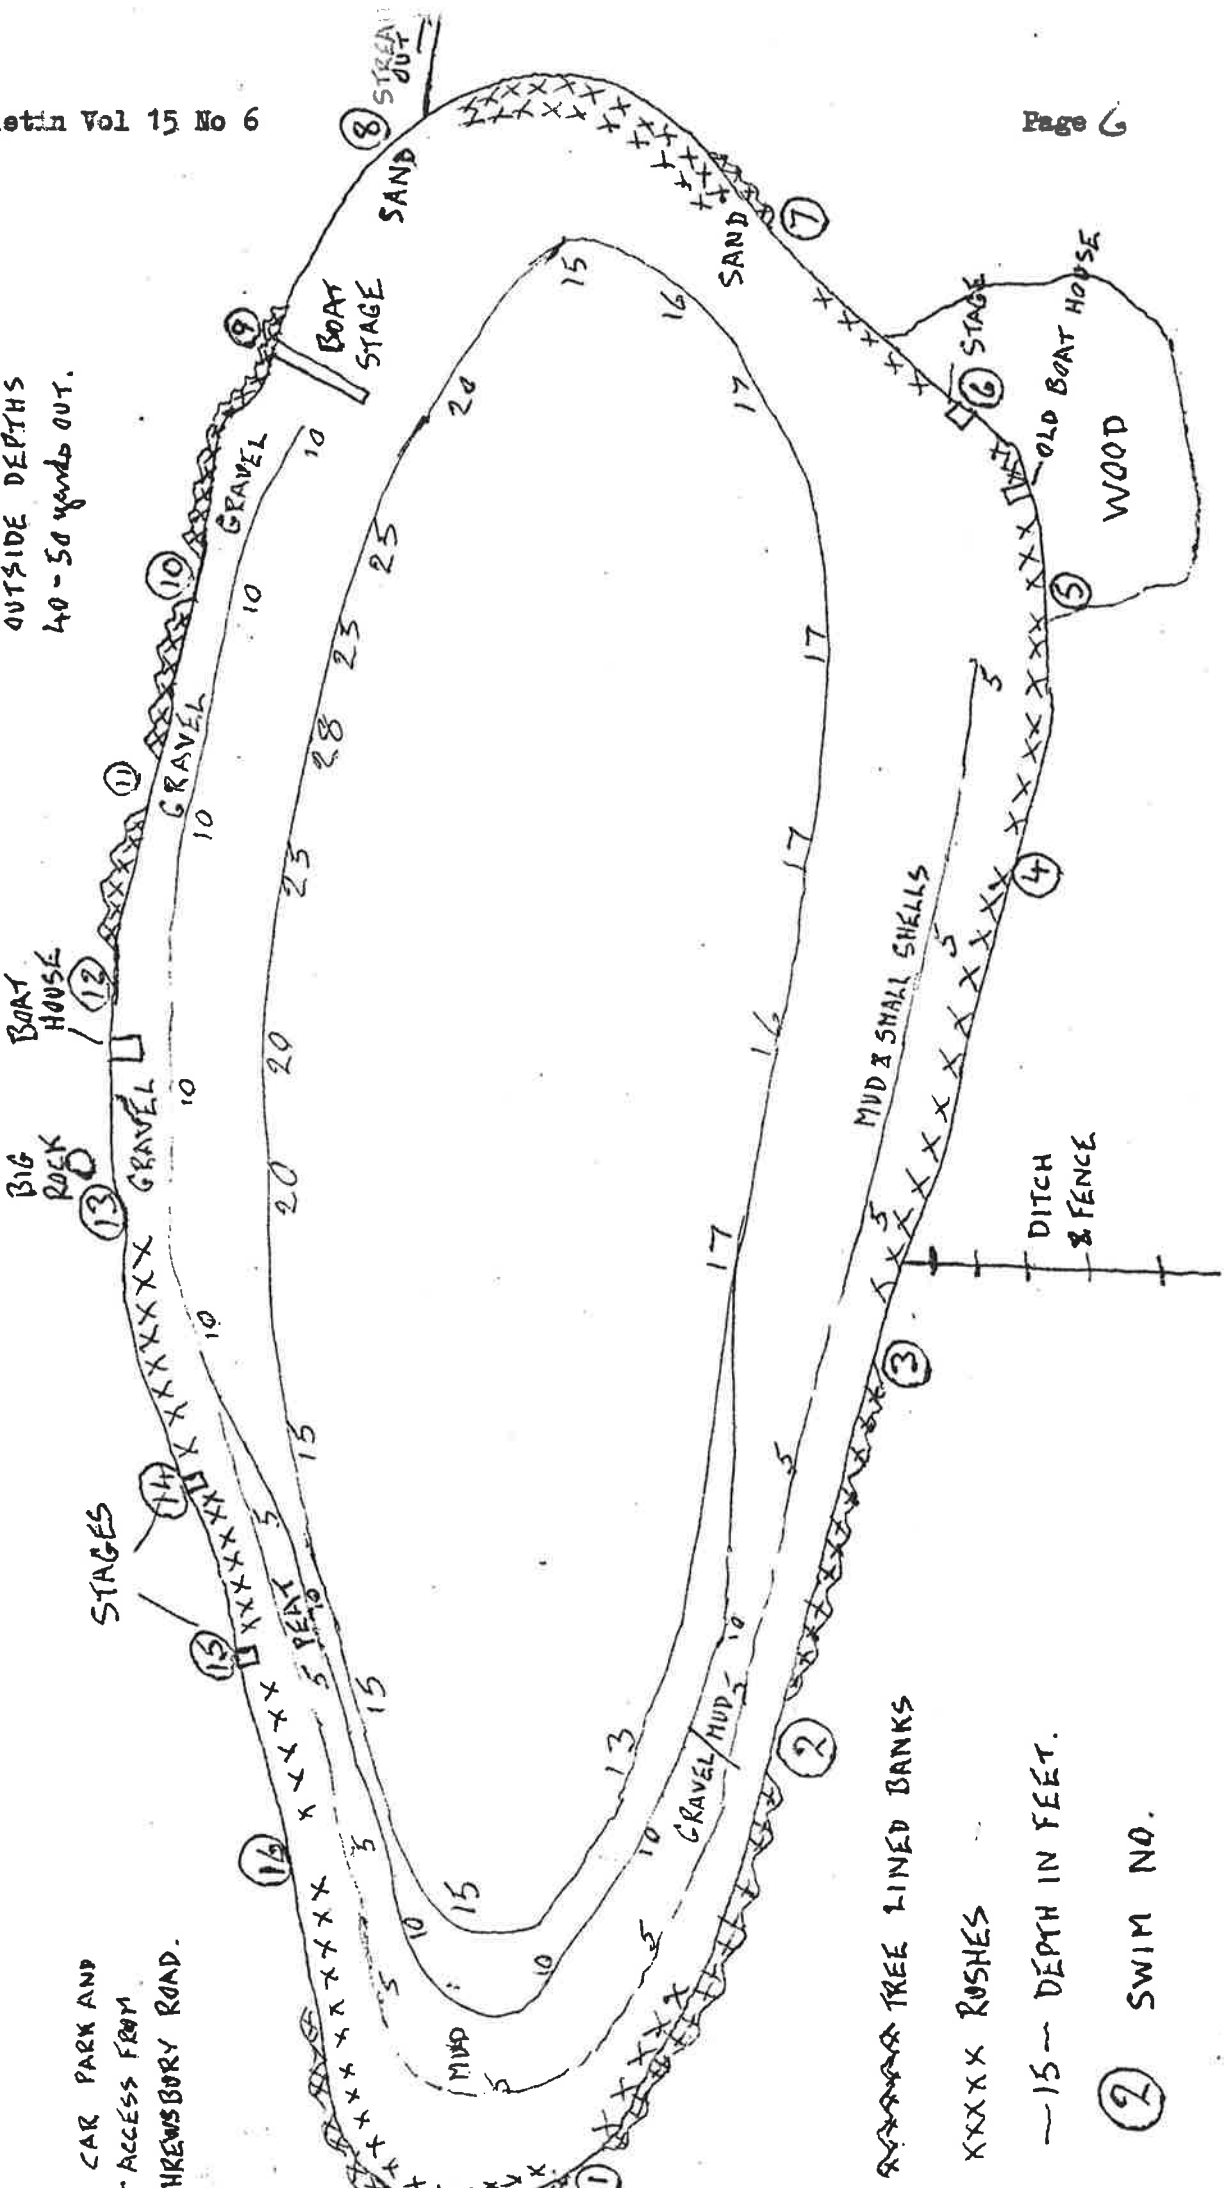 etin Vol 15 No 6
Page 6
OUTSIDE DEPTHS
40-50 yards OUT.
STREAM
OUT
8
SAND
9
BOAT
STAGE
GRAVEL
10
GRAVEL
11
BOAT
HOUSE
12
BIG
ROCK
13
GRAVEL
STAGES
14
15
PEAT
16
CAR PARK AND
ACCESS FROM
HREWSBURY ROAD.
MUD
1
GRAVEL/MUD
2
3
DITCH
& FENCE
MUD & SMALL SHELLS
4
5
WOOD
OLD BOAT HOUSE
6
STAGE
7
SAND
10
10
10
10
10
5
5
5
5
5
10
10
10
10
10
5
5
5
5
5
5
15
16
17
17
17
16
17
13
15
15
15
20
20
25
28
25
25
20
TREE LINED BANKS
XXXX RUSHES
—15— DEPTH IN FEET.
2 SWIM NO.